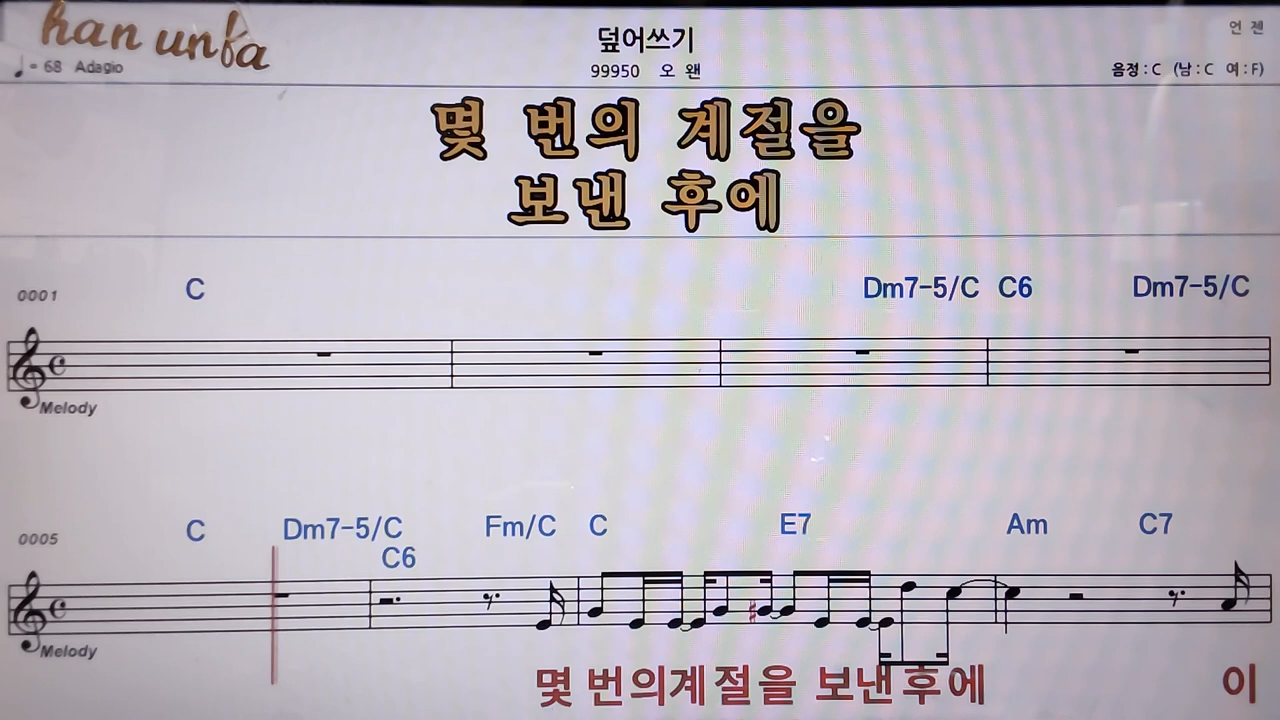 han unfa
언 젠
덮어쓰기
♩= 68 Adagio
99950 오 왠
음정 : C (남 : C 여 : F)
몇 번의 계절을
보낸 후에
0001 C Dm7-5/C C6 Dm7-5/C
Melody
0005 C Dm7-5/C C6 Fm/C C E7 Am C7
Melody
몇 번의계절을 보낸후에 이